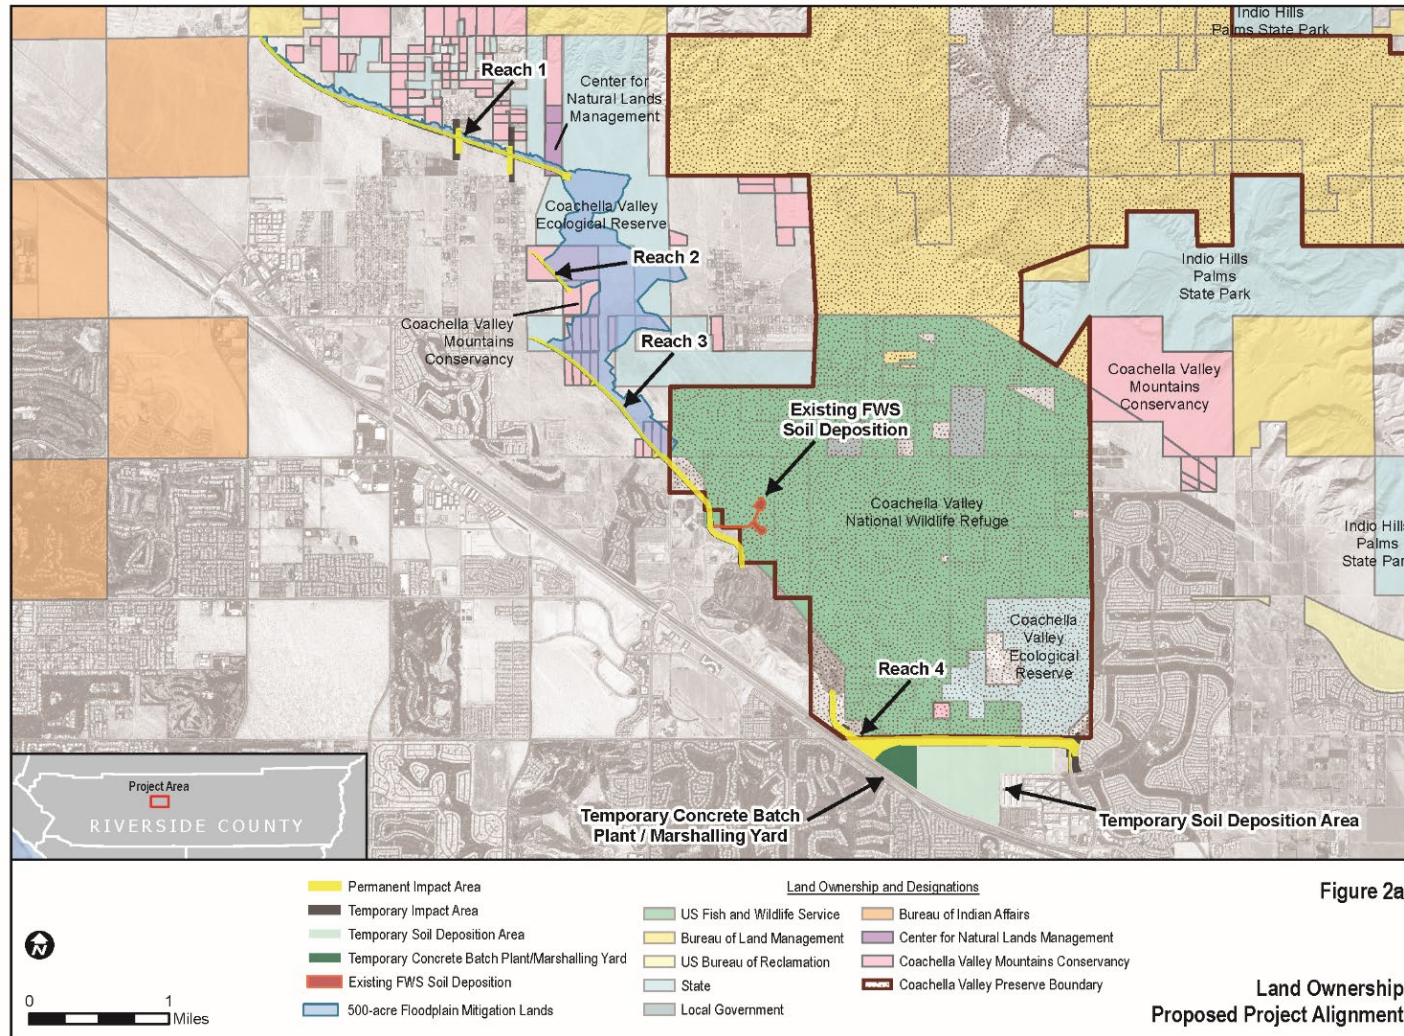 Indio Hills
Palms State Park
Reach 1
Center for
Natural Lands
Management
Coachella Valley
Ecological Reserve
Reach 2
Indio Hills
Palms
State Park
Coachella Valley
Mountains
Conservancy
Reach 3
Coachella Valley
Mountains
Conservancy
Existing FWS
Soil Deposition
Coachella Valley
National Wildlife Refuge
Indio Hills
Palms
State Park
Coachella
Valley
Ecological
Reserve
Reach 4
Project Area
RIVERSIDE COUNTY
Temporary Concrete Batch
Plant / Marshalling Yard
Temporary Soil Deposition Area
Permanent Impact Area
Temporary Impact Area
Temporary Soil Deposition Area
Temporary Concrete Batch Plant/Marshalling Yard
Existing FWS Soil Deposition
500-acre Floodplain Mitigation Lands
Land Ownership and Designations
US Fish and Wildlife Service
Bureau of Land Management
US Bureau of Reclamation
State
Local Government
Bureau of Indian Affairs
Center for Natural Lands Management
Coachella Valley Mountains Conservancy
Coachella Valley Preserve Boundary
N
0 1
Miles
Figure 2a
Land Ownership
Proposed Project Alignment